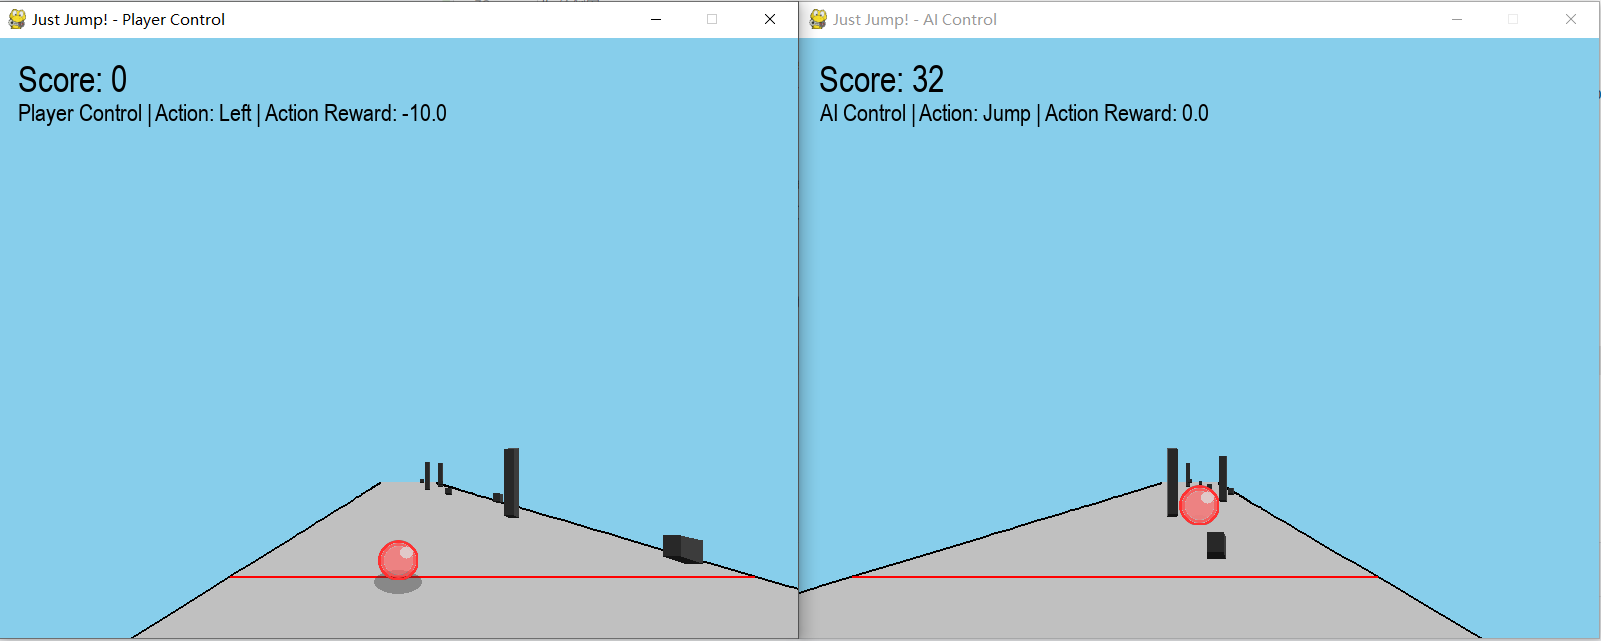 Just Jump! - Player Control
Score: 0
Player Control | Action: Left | Action Reward: -10.0
Just Jump! - AI Control
Score: 32
AI Control | Action: Jump | Action Reward: 0.0